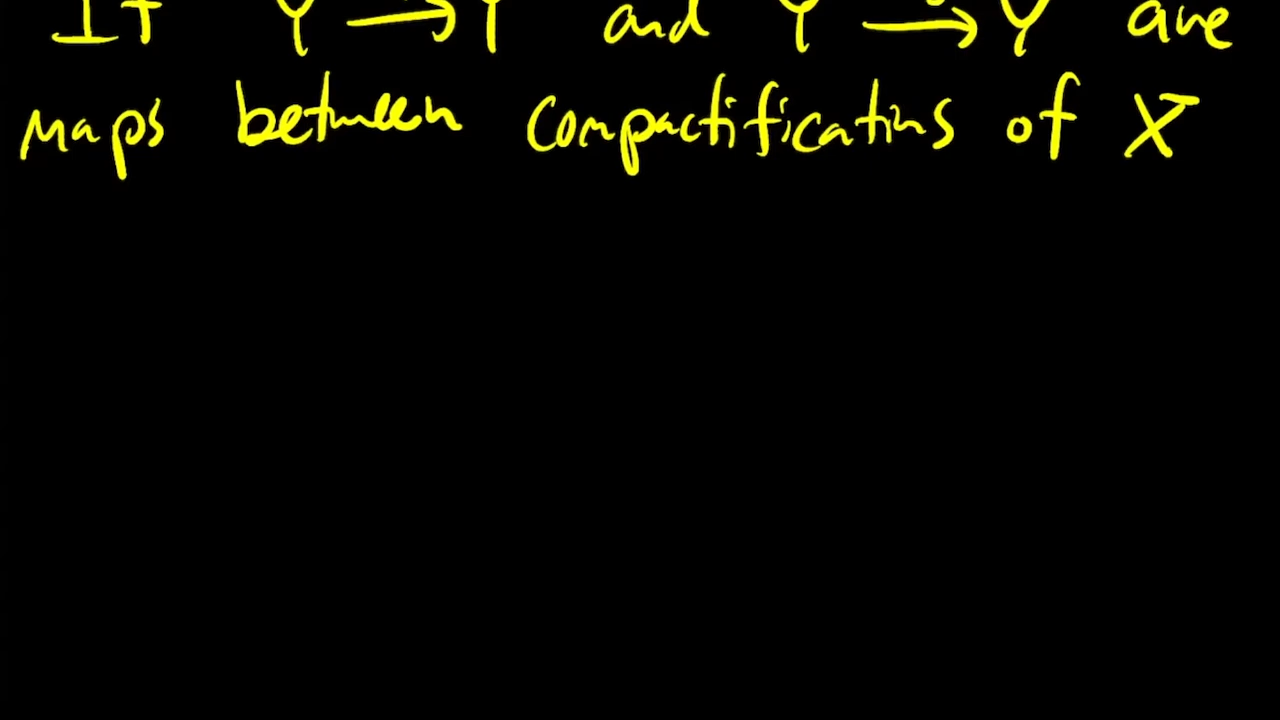 If Y → Y and Y → Y are
maps between compactifications of X